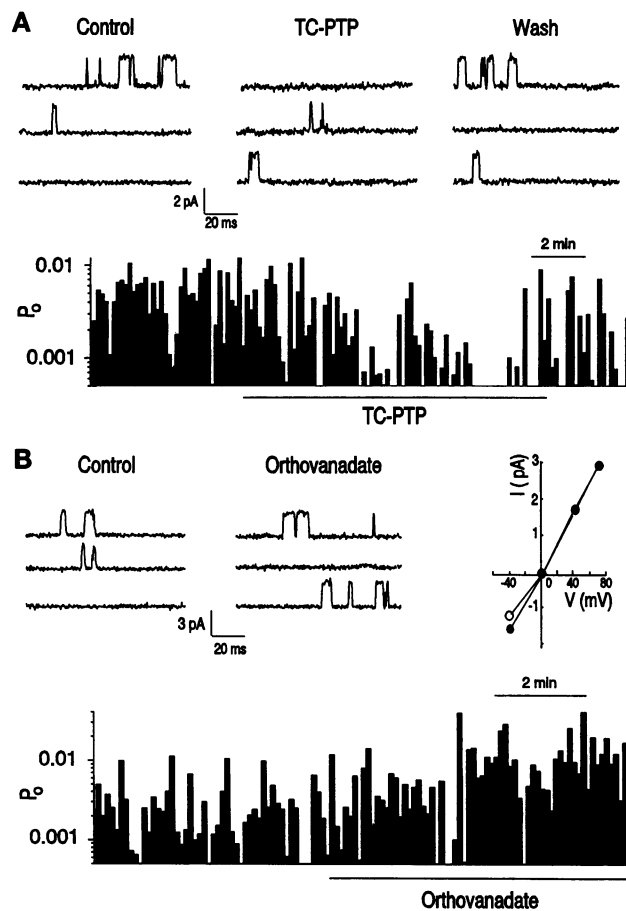 A
Control TC-PTP Wash
2 pA
20 ms
2 min
0.01
Po
0.001
TC-PTP
B
Control Orthovanadate
3 pA
20 ms
I (pA)
3
2
1
-40 0 40 80
V (mV)
-1
2 min
0.01
Po
0.001
Orthovanadate